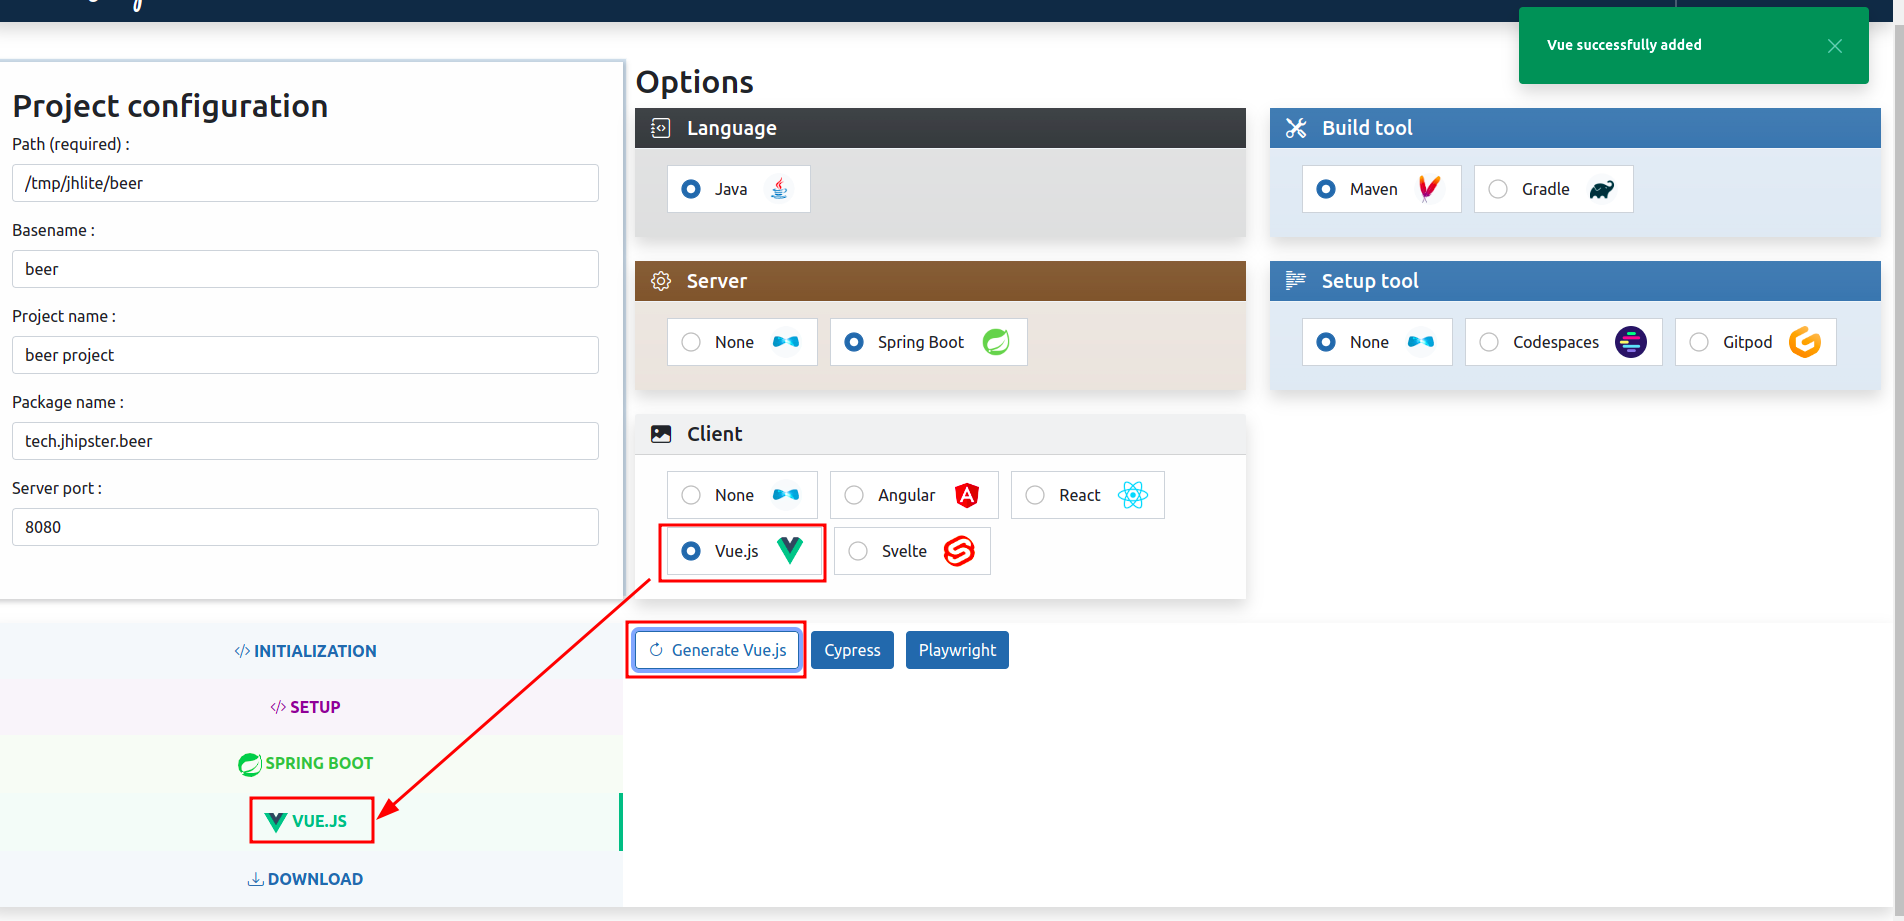 Vue successfully added
Project configuration
Path (required) :
/tmp/jhlite/beer
Basename :
beer
Project name :
beer project
Package name :
tech.jhipster.beer
Server port :
8080
Options
Language
Java
Build tool
Maven Gradle
Server
None Spring Boot
Setup tool
None Codespaces Gitpod
Client
None Angular React
Vue.js Svelte
INITIALIZATION
SETUP
SPRING BOOT
VUE.JS
DOWNLOAD
Generate Vue.js Cypress Playwright